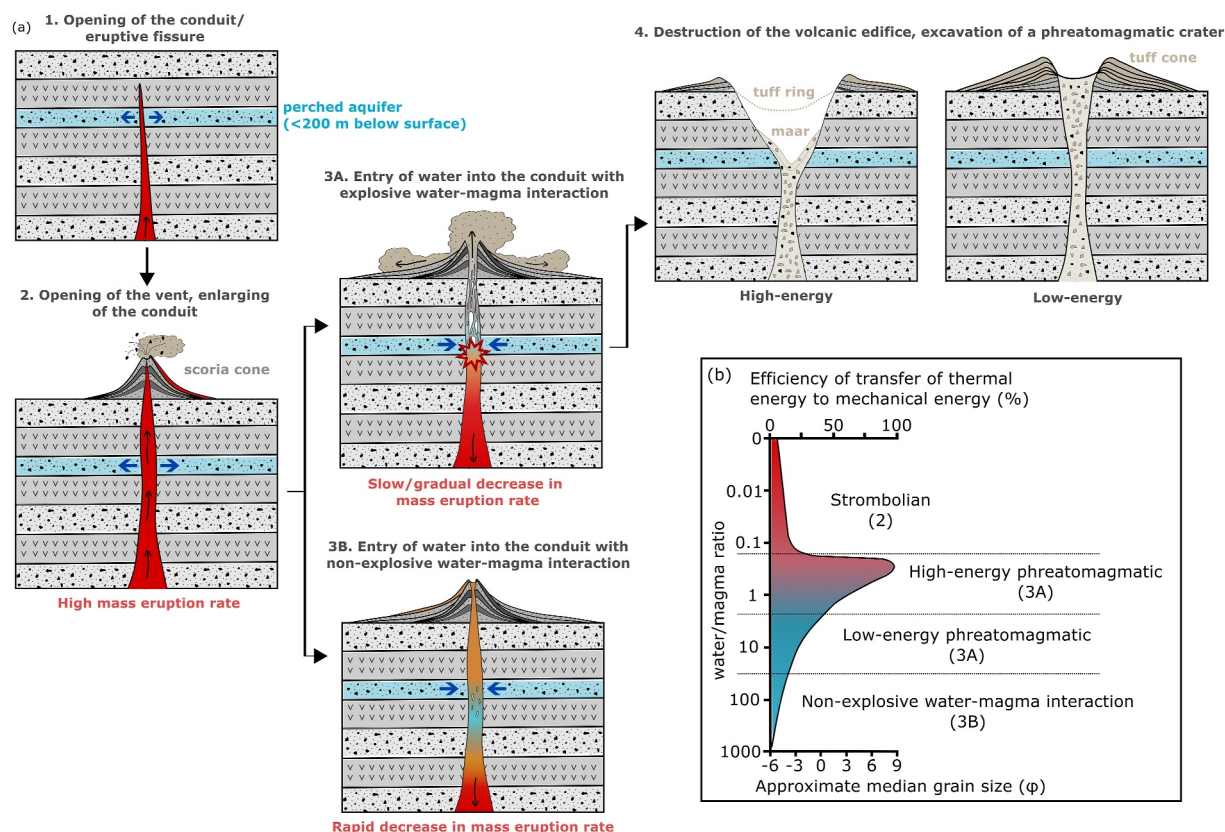 (a)
1. Opening of the conduit/
eruptive fissure
perched aquifer
(<200 m below surface)
2. Opening of the vent, enlarging
of the conduit
scoria cone
High mass eruption rate
3A. Entry of water into the conduit with
explosive water-magma interaction
Slow/gradual decrease in
mass eruption rate
3B. Entry of water into the conduit with
non-explosive water-magma interaction
Rapid decrease in mass eruption rate
4. Destruction of the volcanic edifice, excavation of a phreatomagmatic crater
tuff ring
maar
High-energy
tuff cone
Low-energy
(b)
Efficiency of transfer of thermal
energy to mechanical energy (%)
0 50 100
water/magma ratio
0
0.01
0.1
1
10
100
1000
Strombolian
(2)
High-energy phreatomagmatic
(3A)
Low-energy phreatomagmatic
(3A)
Non-explosive water-magma interaction
(3B)
-6 -3 0 3 6 9
Approximate median grain size (φ)